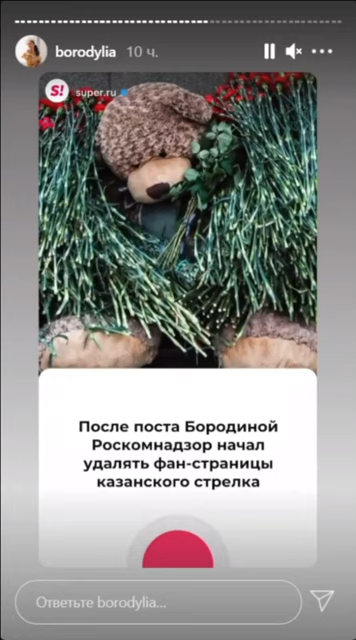 borodylia 10 ч.
S! super.ru
После поста Бородиной
Роскомнадзор начал
удалять фан-страницы
казанского стрелка
Ответьте borodylia...